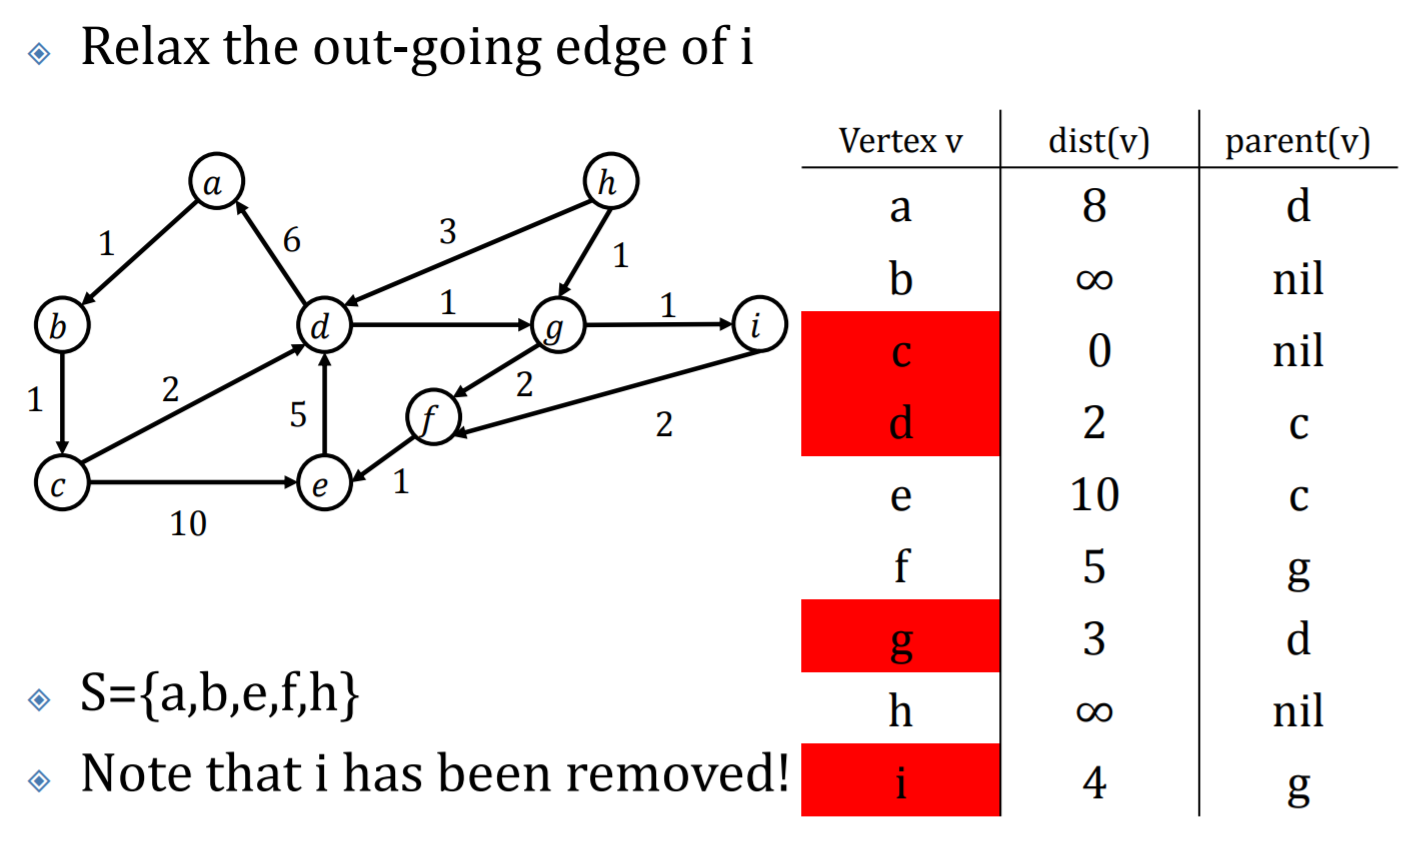 Relax the out-going edge of i
Vertex v dist(v) parent(v)
a 8 d
b ∞ nil
c 0 nil
d 2 c
e 10 c
f 5 g
g 3 d
h ∞ nil
i 4 g
a h
1 6 3 1
b d 1 g 1 i
1 2 5 f 2 2
c e 1
10
S={a,b,e,f,h}
Note that i has been removed!